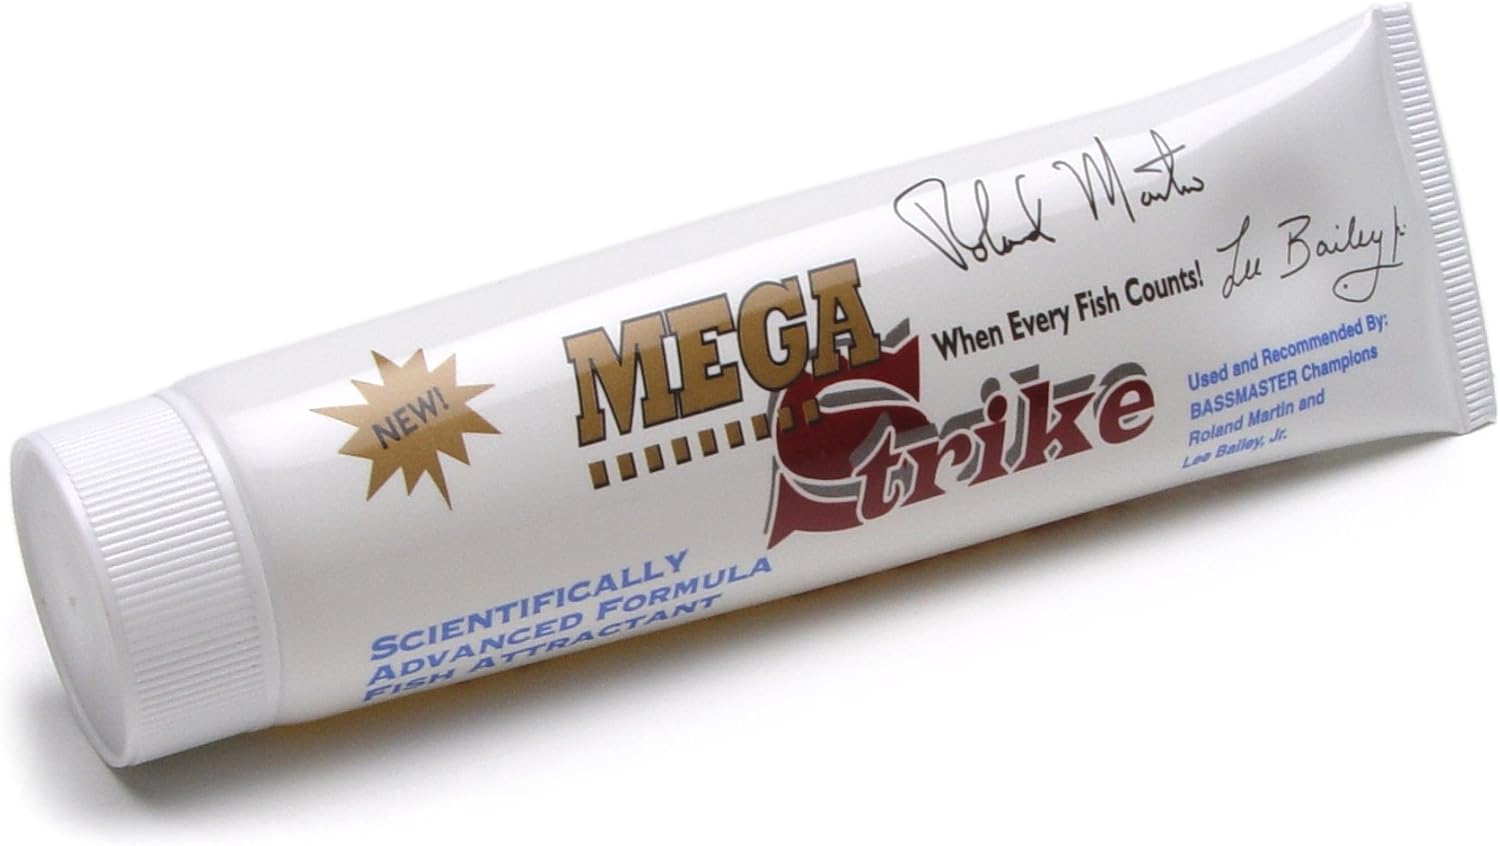 NEW!
MEGA
Strike
When Every Fish Counts!
Roland Martin
Lee Bailey Jr.
Used and Recommended By:
BASSMASTER Champions
Roland Martin and
Lee Bailey, Jr.
SCIENTIFICALLY
ADVANCED FORMULA
FISH ATTRACTANT